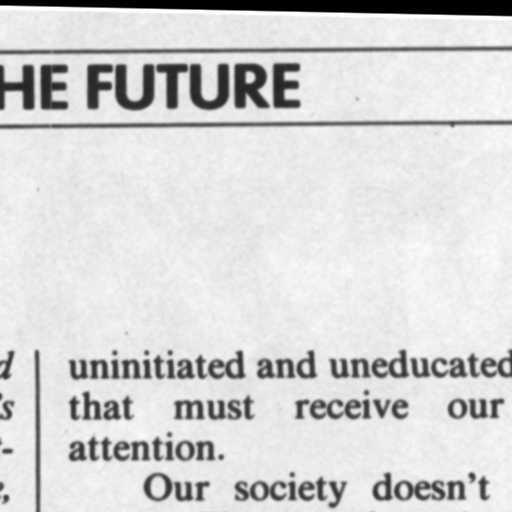 HE FUTURE
uninitiated and uneducated
that must receive our
attention.
Our society doesn't